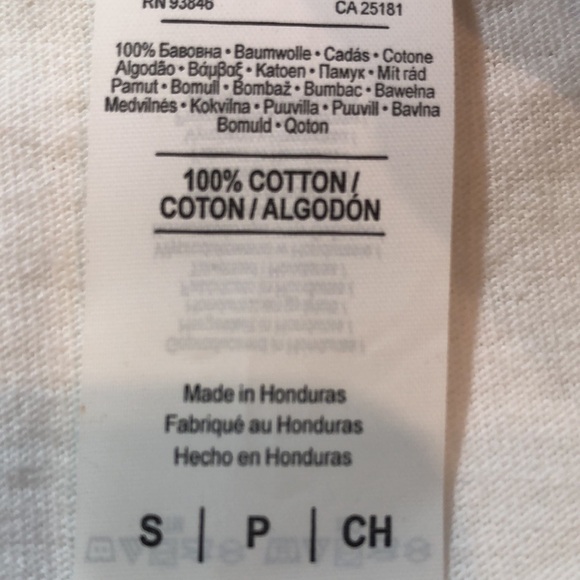 RN 93846 CA 25181
100% Бавовна • Baumwolle • Cadás • Cotone
Algodão • Βάμβαξ • Katoen • Памук • Mit rád
Pamut • Bomull • Bombaž • Bumbac • Bawełna
Medvilnės • Kokvilna • Puuvilla • Puuvill • Bavlna
Bomuld • Qoton
100% COTTON /
COTON / ALGODÓN
Made in Honduras
Fabriqué au Honduras
Hecho en Honduras
S | P | CH